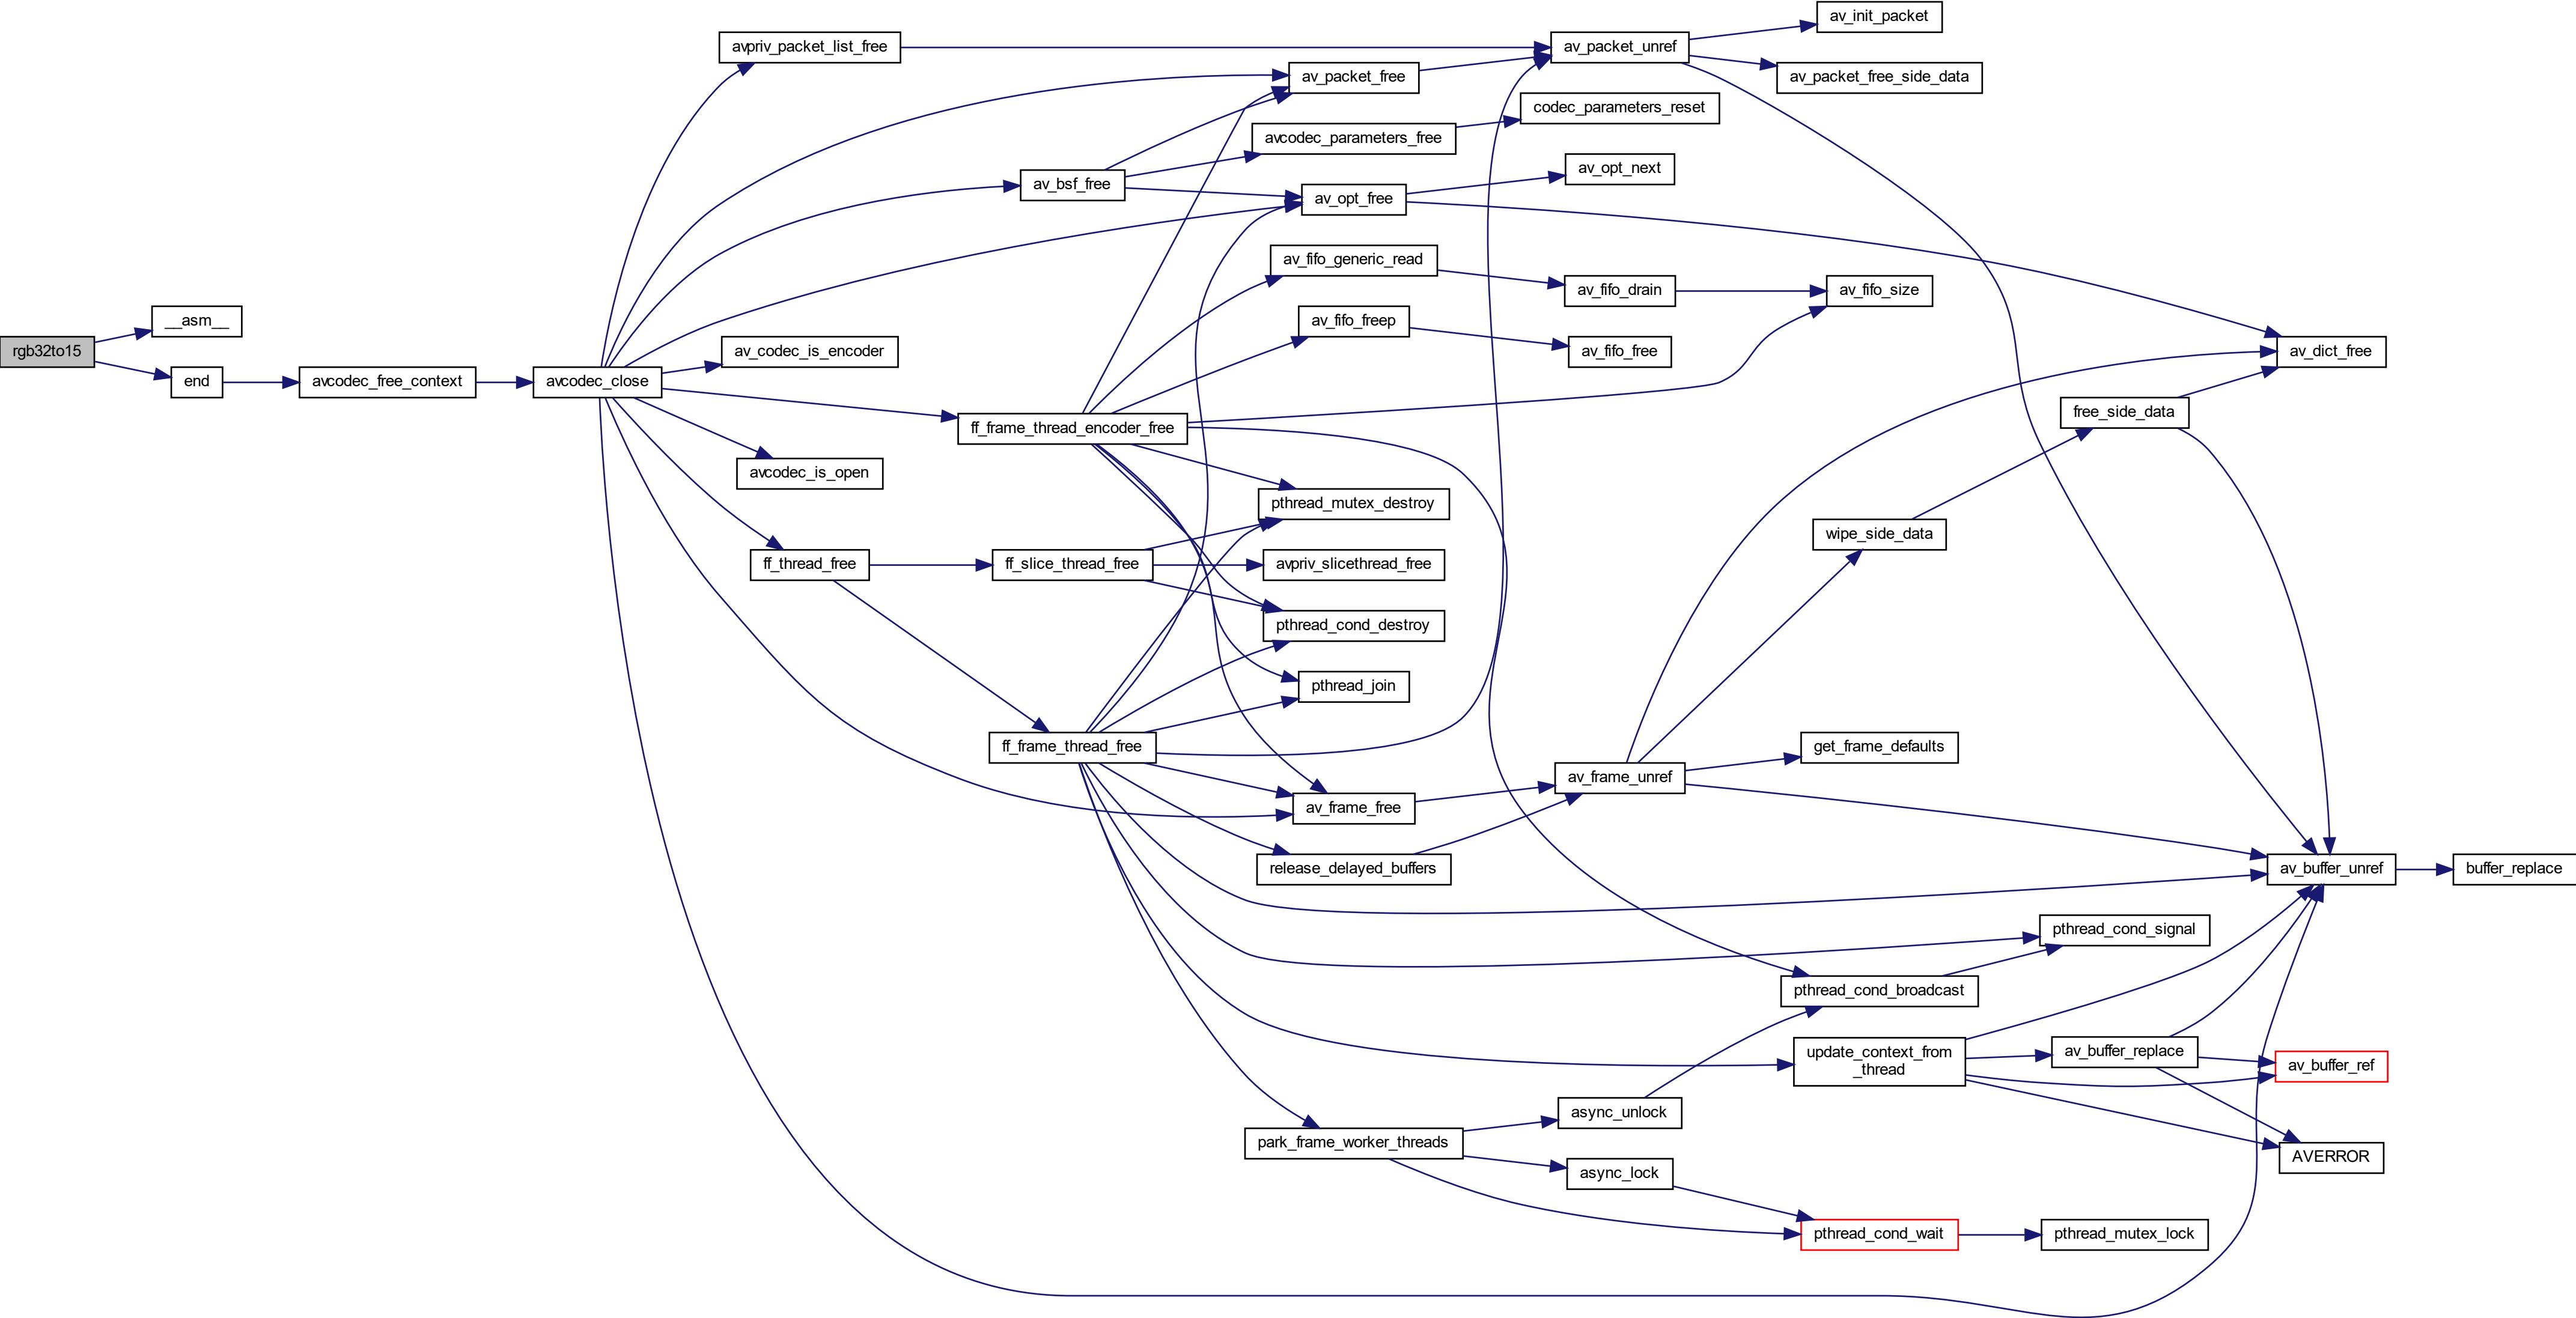 rgb32to15
__asm__
end
avcodec_free_context
avcodec_close
avpriv_packet_list_free
av_codec_is_encoder
avcodec_is_open
ff_thread_free
av_bsf_free
ff_frame_thread_encoder_free
ff_slice_thread_free
ff_frame_thread_free
av_packet_free
avcodec_parameters_free
av_opt_free
av_fifo_generic_read
av_fifo_freep
pthread_mutex_destroy
avpriv_slicethread_free
pthread_cond_destroy
pthread_join
av_frame_free
release_delayed_buffers
park_frame_worker_threads
av_packet_unref
codec_parameters_reset
av_opt_next
av_fifo_drain
av_fifo_free
av_frame_unref
async_unlock
async_lock
av_init_packet
av_packet_free_side_data
av_fifo_size
wipe_side_data
get_frame_defaults
pthread_cond_broadcast
update_context_from
_thread
pthread_cond_wait
free_side_data
pthread_cond_signal
av_buffer_replace
pthread_mutex_lock
av_dict_free
av_buffer_unref
av_buffer_ref
AVERROR
buffer_replace